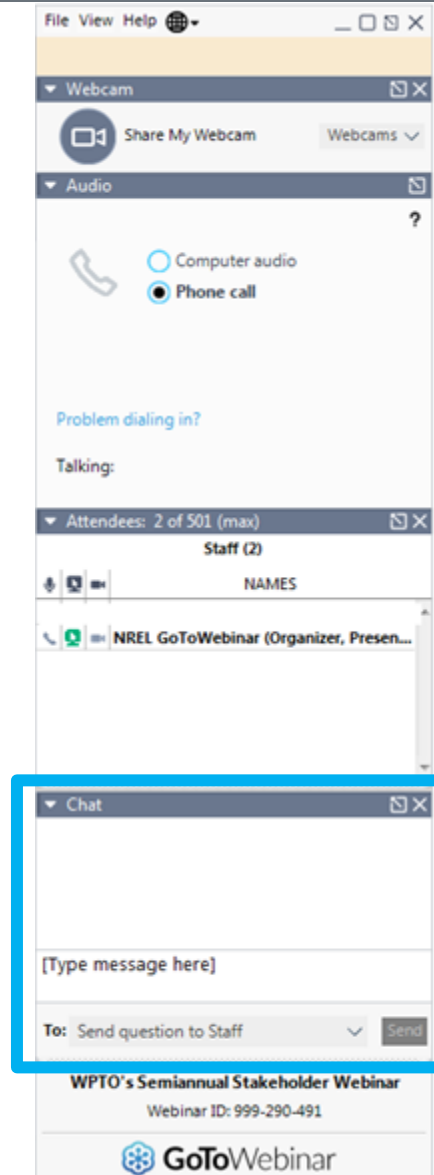 File View Help
Webcam
Share My Webcam Webcams
Audio
?
Computer audio
Phone call
Problem dialing in?
Talking:
Attendees: 2 of 501 (max)
Staff (2)
NAMES
NREL GoToWebinar (Organizer, Presen...
Chat
[Type message here]
To: Send question to Staff Send
WPTO's Semiannual Stakeholder Webinar
Webinar ID: 999-290-491
GoToWebinar